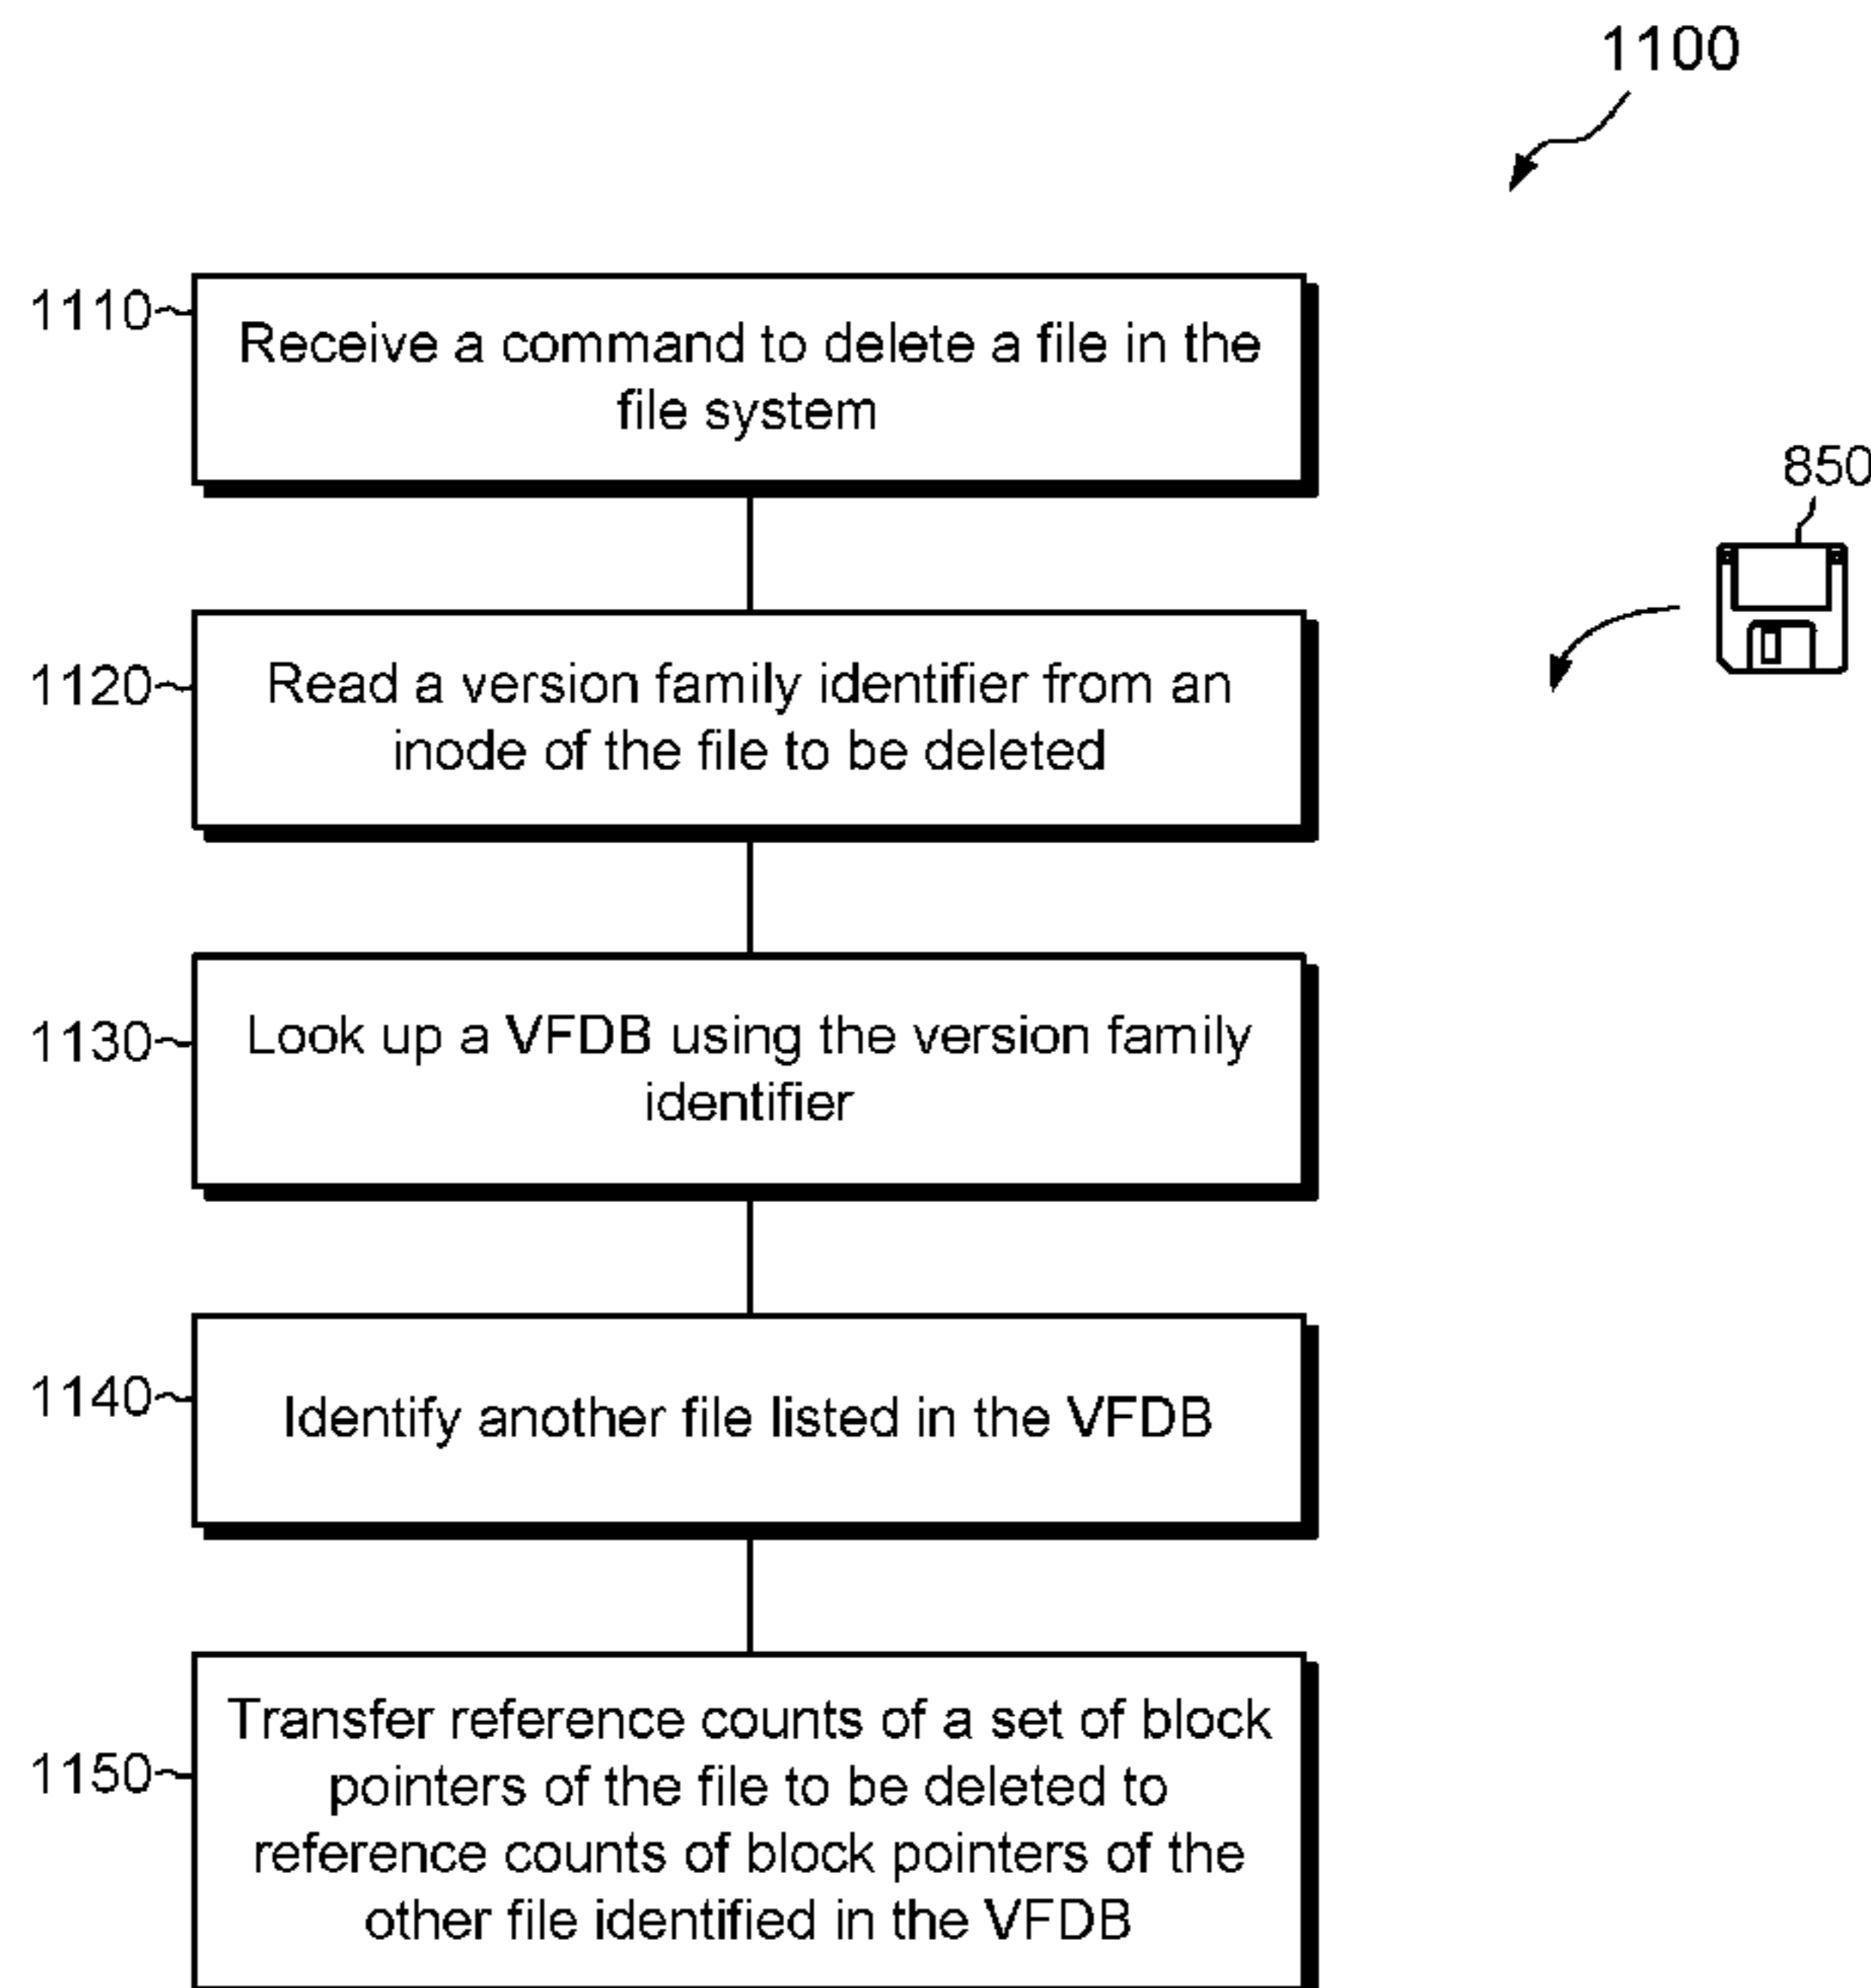 1100
1110
Receive a command to delete a file in the
file system
850
1120
Read a version family identifier from an
inode of the file to be deleted
1130
Look up a VFDB using the version family
identifier
1140
Identify another file listed in the VFDB
1150
Transfer reference counts of a set of block
pointers of the file to be deleted to
reference counts of block pointers of the
other file identified in the VFDB